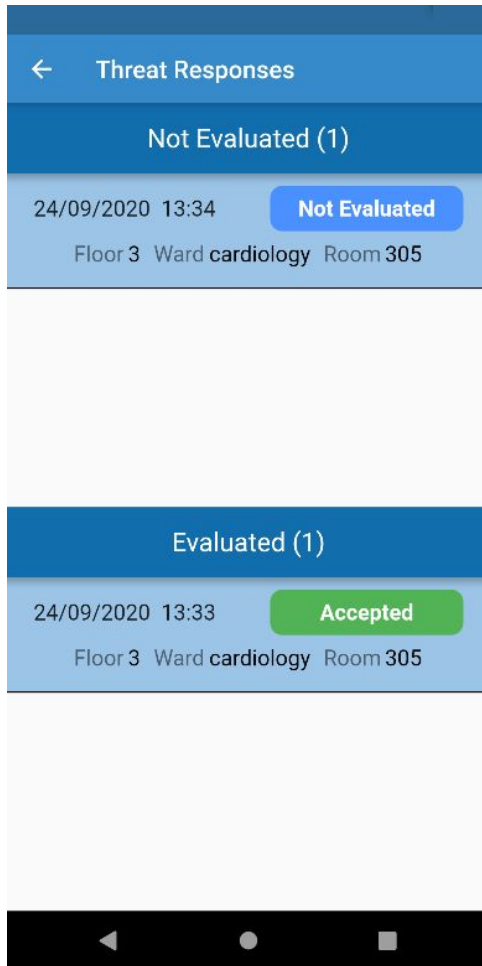 Threat Responses
Not Evaluated (1)
24/09/2020 13:34 Not Evaluated
Floor 3 Ward cardiology Room 305
Evaluated (1)
24/09/2020 13:33 Accepted
Floor 3 Ward cardiology Room 305